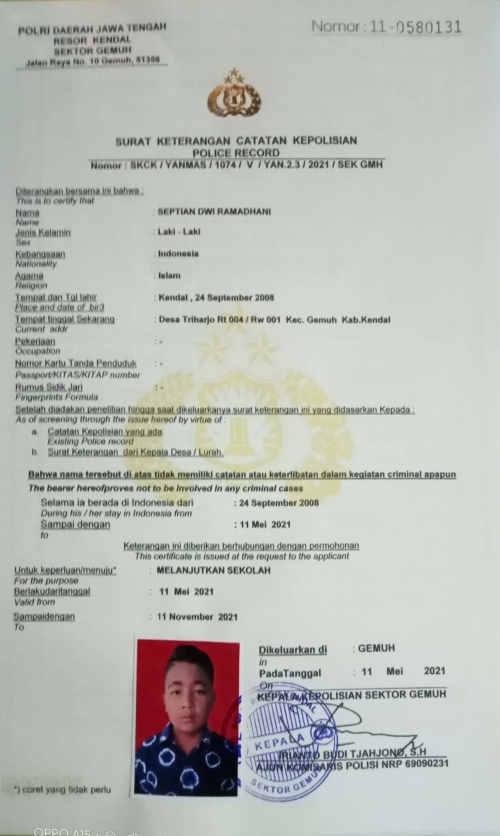 POLRI DAERAH JAWA TENGAH
RESOR KENDAL
SEKTOR GEMUH
Jalan Raya No. 10 Gemuh, 51356
Nomor : 11 -0580131
SURAT KETERANGAN CATATAN KEPOLISIAN
POLICE RECORD
Nomor : SKCK / YANMAS / 1074 / V / YAN.2.3 / 2021 / SEK GMH
Diterangkan bersama ini bahwa :
This is to certify that
Nama : SEPTIAN DWI RAMADHANI
Name
Jenis Kelamin : Laki - Laki
Sex
Kebangsaan : Indonesia
Nationality
Agama : Islam
Religion
Tempat dan Tgl lahir : Kendal , 24 September 2008
Place and date of bir3
Tempat tinggal Sekarang : Desa Triharjo Rt 004 / Rw 001 Kec. Gemuh Kab.Kendal
Current addr
Pekerjaan : -
Occupation
Nomor Kartu Tanda Penduduk : -
Passport/KITAS/KITAP number
Rumus Sidik Jari : -
Fingerprints Formula
Setelah diadakan penelitian hingga saat dikeluarkanya surat keterangan ini yang didasarkan Kepada :
As of screening through the issue hereof by virtue of :
a. Catatan Kepolisian yang ada
Existing Police record
b. Surat Keterangan dari Kepala Desa / Lurah.
Bahwa nama tersebut di atas tidak memiliki catatan atau keterlibatan dalam kegiatan criminal apapun
The bearer hereofproves not to be involved in any criminal cases
Selama ia berada di Indonesia dari : 24 September 2008
During his / her stay in Indonesia from
Sampai dengan : 11 Mei 2021
to
Keterangan ini diberikan berhubungan dengan permohonan
This certificate is issued at the request to the applicant
Untuk keperluan/menuju* : MELANJUTKAN SEKOLAH
For the purpose
Berlakudaritanggal : 11 Mei 2021
Valid from
Sampaidengan : 11 November 2021
To
Dikeluarkan di : GEMUH
in
PadaTanggal : 11 Mei 2021
On
KEPALA KEPOLISIAN SEKTOR GEMUH
KEPALA
SEKTOR GEMUH
IRIANTO BUDI TJAHJONO, S.H
AJUN KOMISARIS POLISI NRP 69090231
*) coret yang tidak perlu